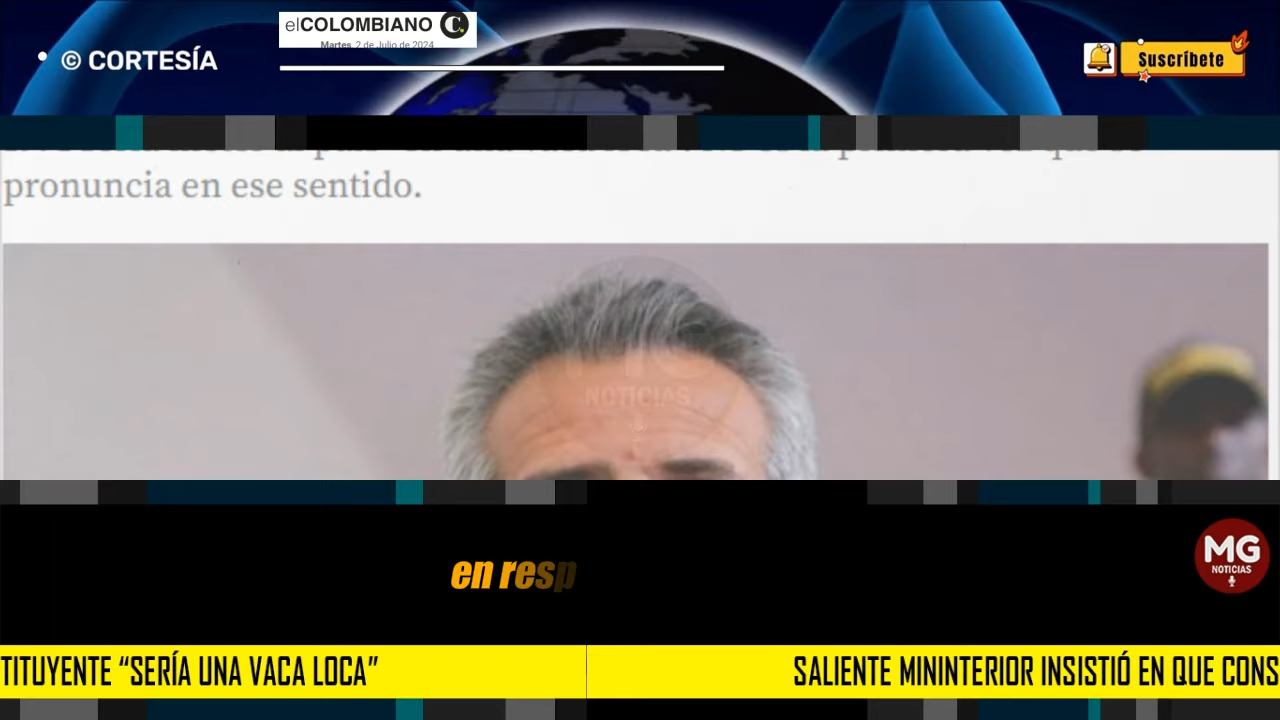 © CORTESÍA
elCOLOMBIANO
Martes, 2 de Julio de 2024
Suscríbete
pronuncia en ese sentido.
NOTICIAS
en resp
MG
NOTICIAS
TITUYENTE “SERÍA UNA VACA LOCA”
SALIENTE MININTERIOR INSISTIÓ EN QUE CONS